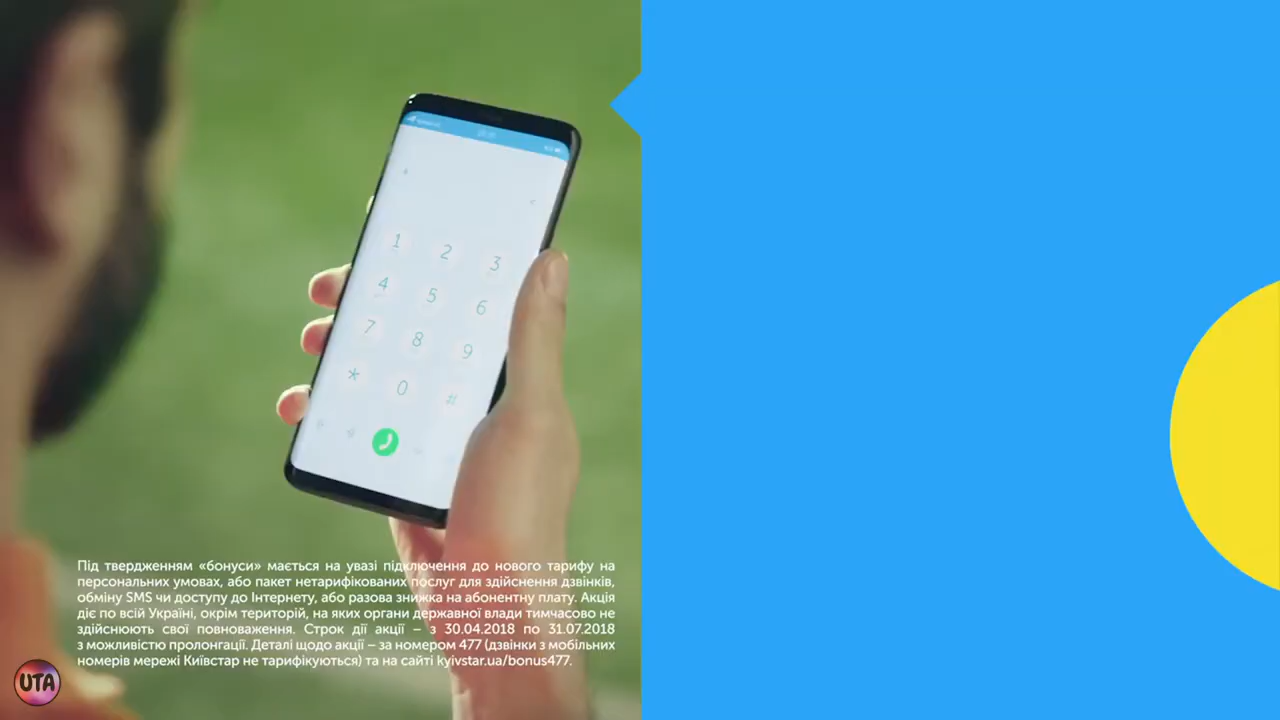 1
2
3
4
5
6
7
8
9
*
0
#
Під твердженням «бонуси» мається на увазі підключення до нового тарифу на
персональних умовах, або пакет нетарифікованих послуг для здійснення дзвінків,
обміну SMS чи доступу до Інтернету, або разова знижка на абонентну плату. Акція
діє по всій Україні, окрім територій, на яких органи державної влади тимчасово не
здійснюють свої повноваження. Строк дії акції – з 30.04.2018 по 31.07.2018
з можливістю пролонгації. Деталі щодо акції – за номером 477 (дзвінки з мобільних
номерів мережі Київстар не тарифікуються) та на сайті kyivstar.ua/bonus477.
UTA